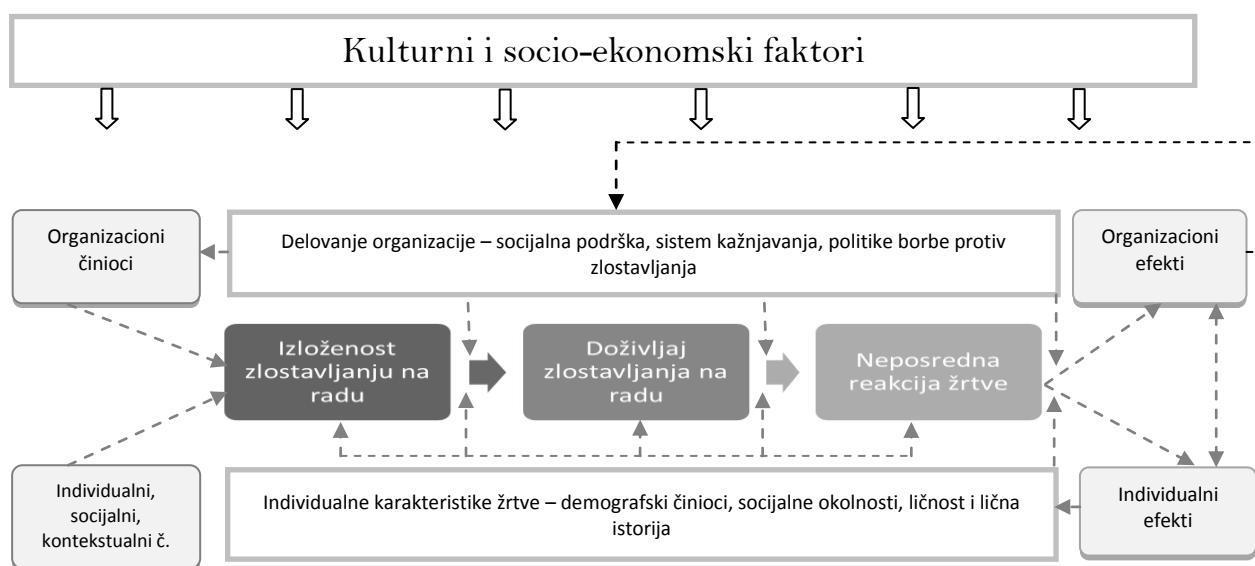 Kulturni i socio-ekonomski faktori
Organizacioni
činioci
Delovanje organizacije – socijalna podrška, sistem kažnjavanja, politike borbe protiv
zlostavljanja
Organizacioni
efekti
Izloženost
zlostavljanju na
radu
Doživljaj
zlostavljanja na
radu
Neposredna
reakcija žrtve
Individualni,
socijalni,
kontekstualni č.
Individualne karakteristike žrtve – demografski činioci, socijalne okolnosti, ličnost i lična
istorija
Individualni
efekti